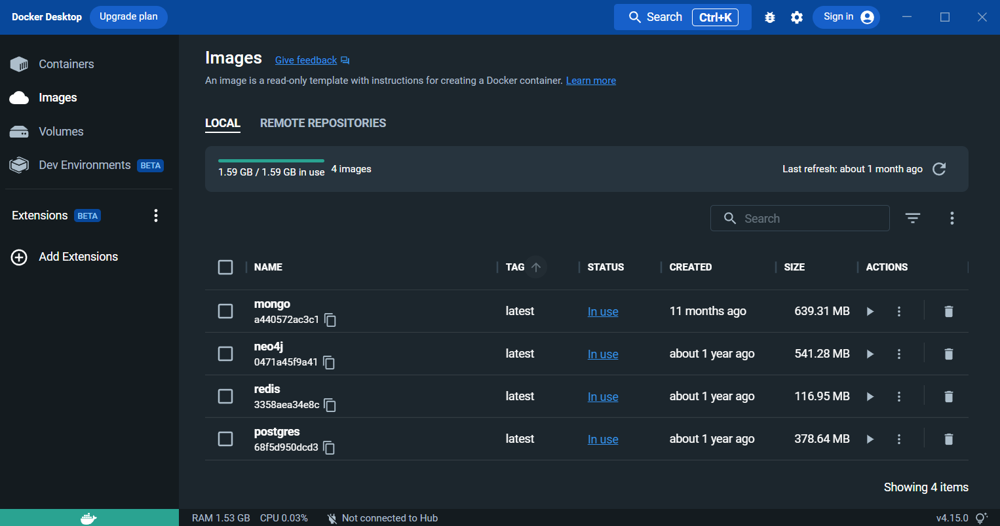 Docker Desktop Upgrade plan Search Ctrl+K Sign in
Containers
Images
Volumes
Dev Environments BETA
Extensions BETA
Add Extensions
Images Give feedback
An image is a read-only template with instructions for creating a Docker container. Learn more
LOCAL REMOTE REPOSITORIES
1.59 GB / 1.59 GB in use 4 images Last refresh: about 1 month ago
Search
NAME TAG STATUS CREATED SIZE ACTIONS
mongo
a440572ac3c1 latest In use 11 months ago 639.31 MB
neo4j
0471a45f9a41 latest In use about 1 year ago 541.28 MB
redis
3358aea34e8c latest In use about 1 year ago 116.95 MB
postgres
68f5d950dcd3 latest In use about 1 year ago 378.64 MB
Showing 4 items
RAM 1.53 GB CPU 0.03% Not connected to Hub v4.15.0